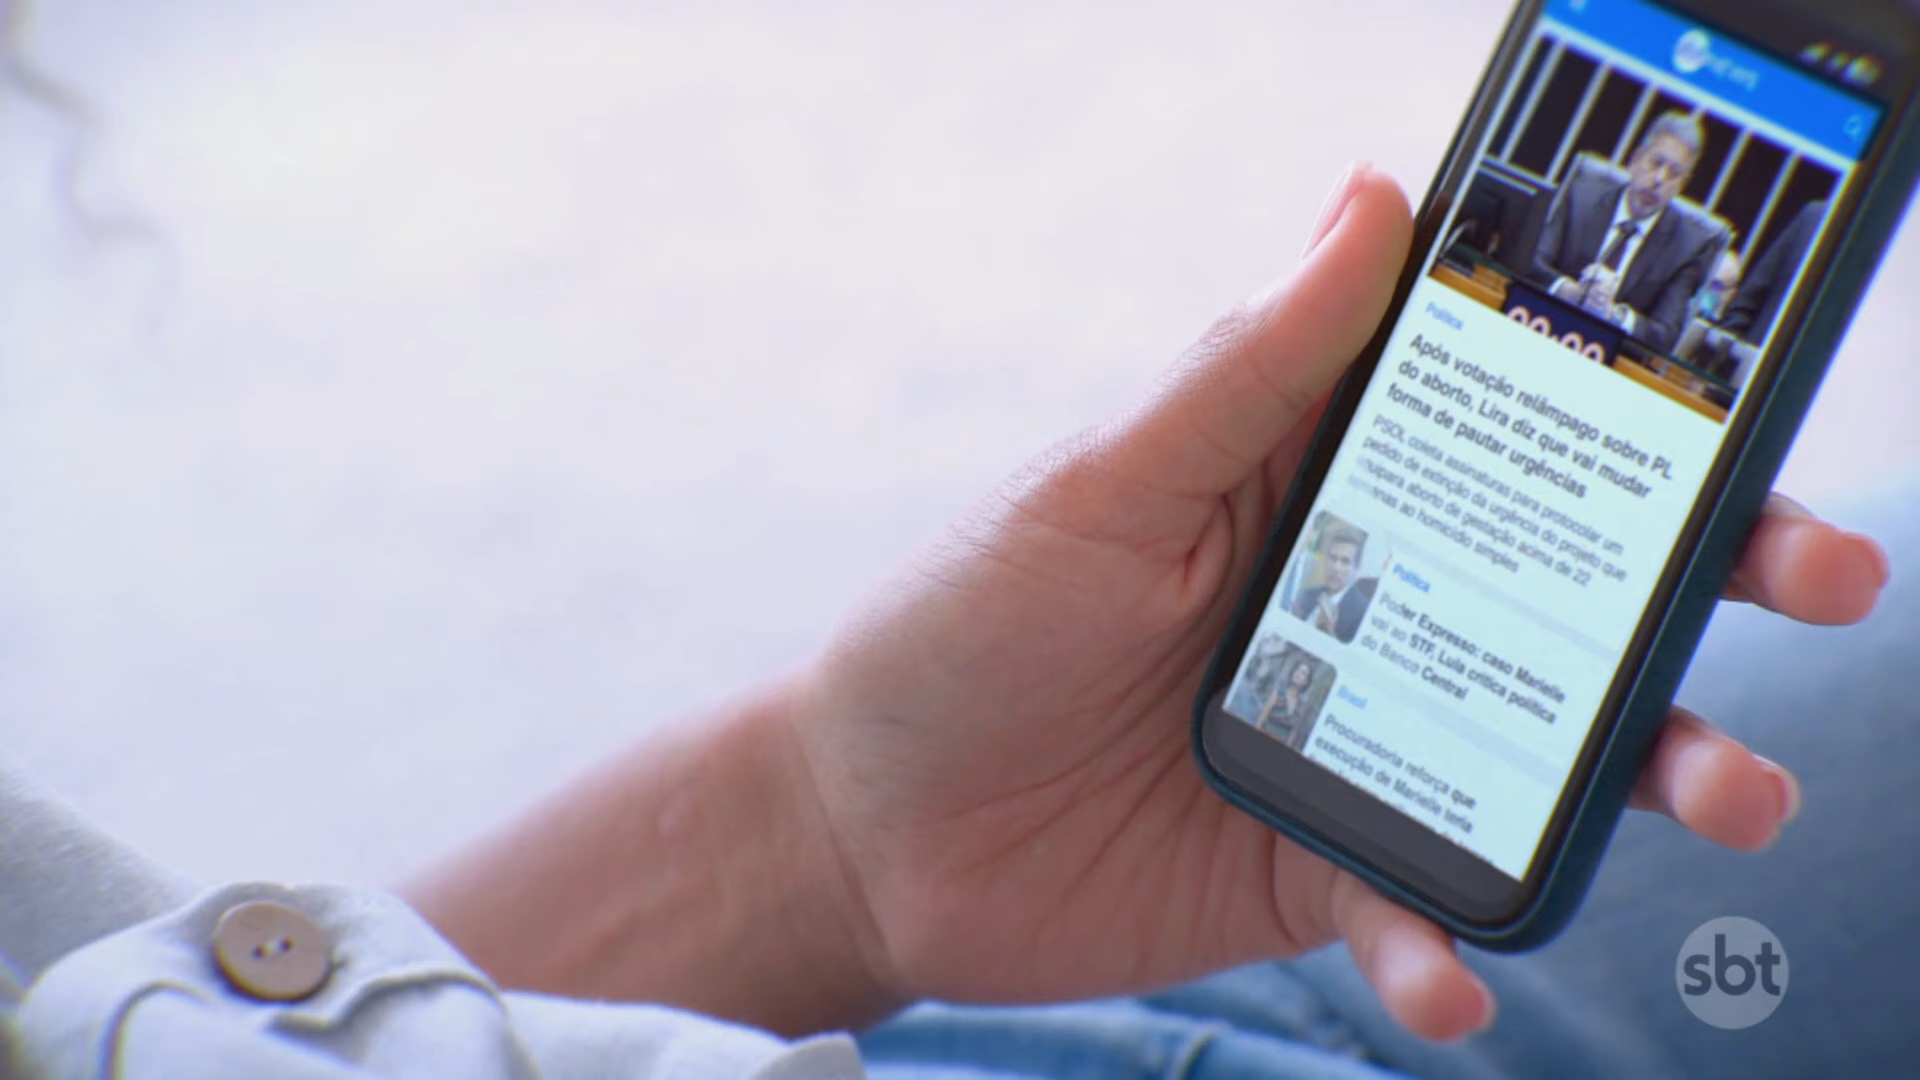 news
00:00
Política
Após votação relâmpago sobre PL
do aborto, Lira diz que vai mudar
forma de pautar urgências
PSOL coleta assinaturas para protocolar um
pedido de extinção da urgência do projeto que
equipara aborto de gestação acima de 22
semanas ao homicídio simples
Política
Poder Expresso: caso Marielle
vai ao STF, Lula critica política
do Banco Central
Brasil
Procuradoria reforça que
execução de Marielle teria
sbt